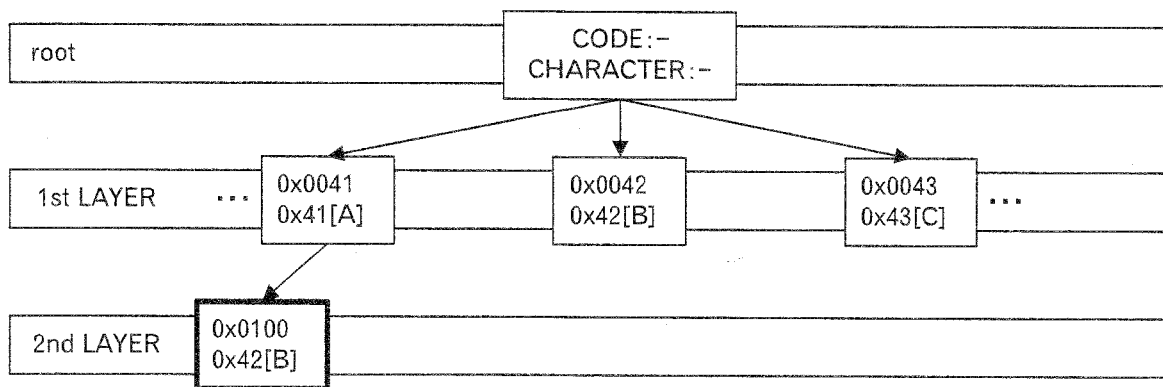 root
CODE:-
CHARACTER:-
1st LAYER
...
0x0041
0x41[A]
0x0042
0x42[B]
0x0043
0x43[C]
...
2nd LAYER
0x0100
0x42[B]